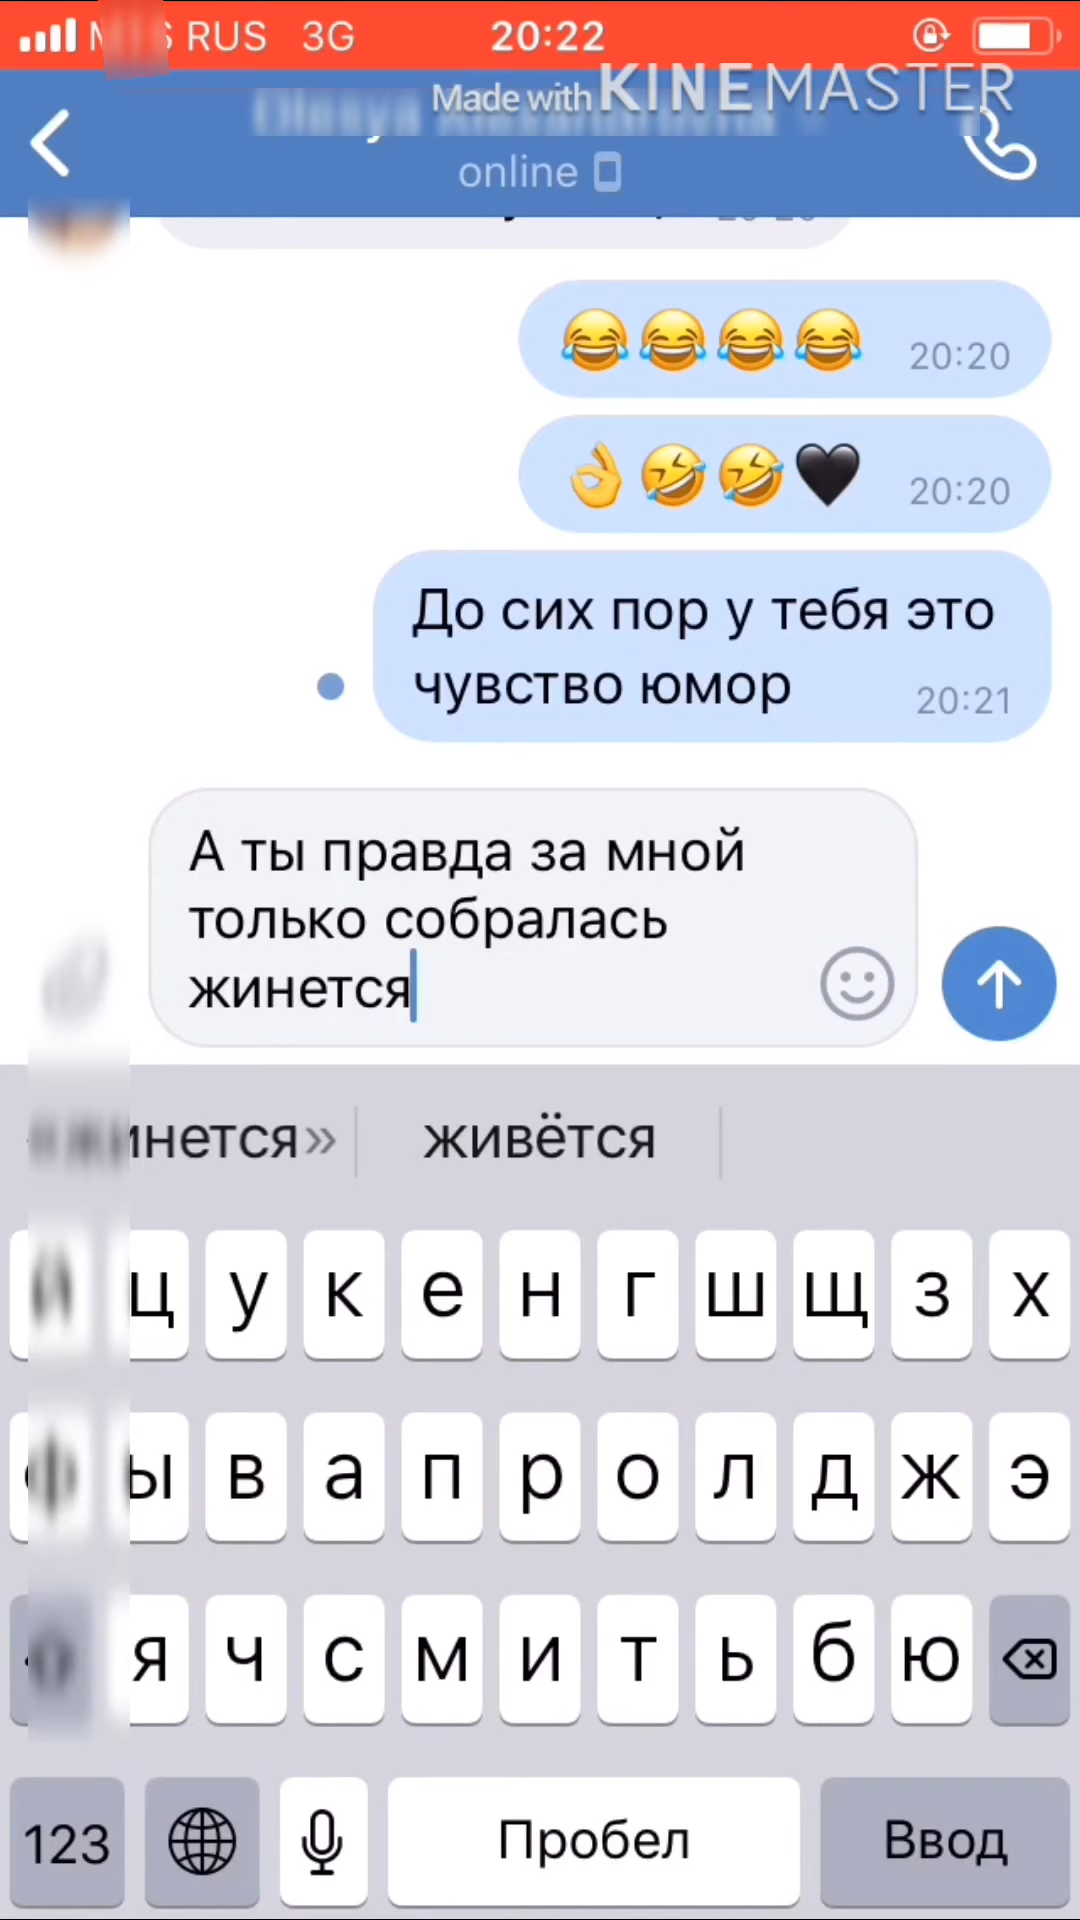 RUS 3G 20:22
Made with KINEMASTER
online
😂😂😂😂 20:20
👌🤣🤣🖤 20:20
До сих пор у тебя это
чувство юмор 20:21
А ты правда за мной
только собралась
жинется
живётся
ц у к е н г ш щ з х
ы в а п р о л д ж э
я ч с м и т ь б ю
123 Пробел Ввод